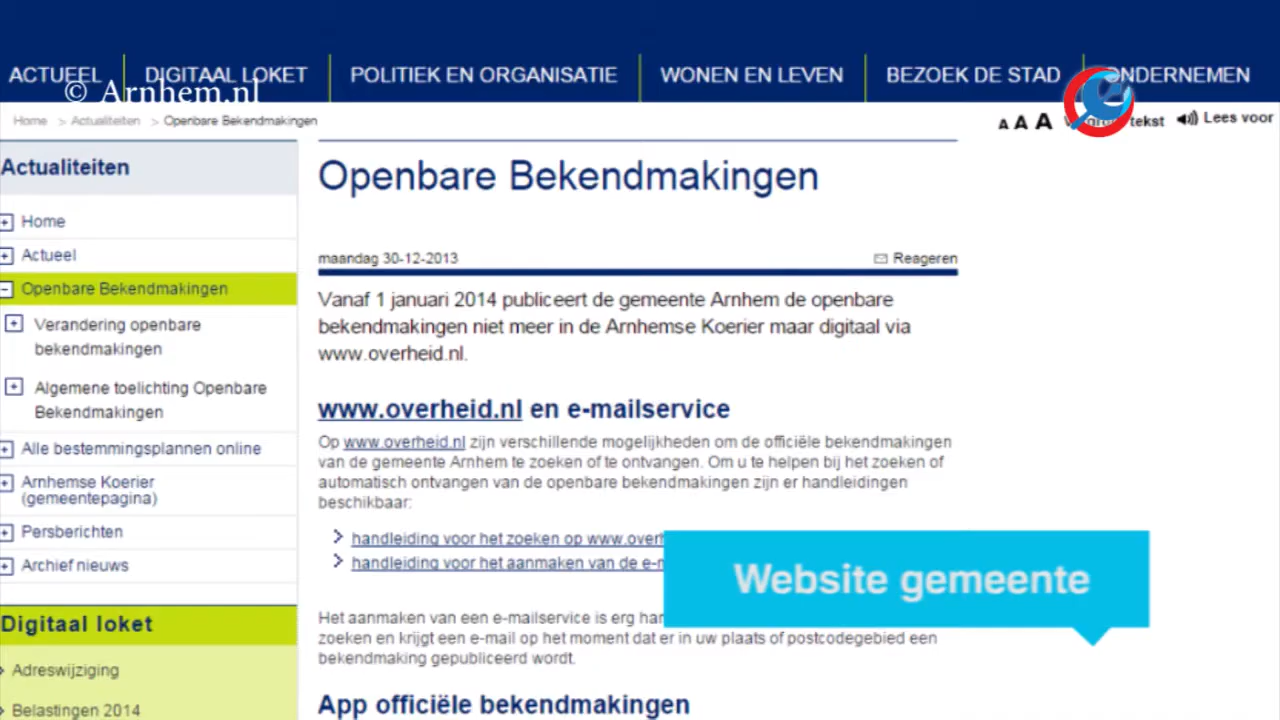 ACTUEEL DIGITAAL LOKET POLITIEK EN ORGANISATIE WONEN EN LEVEN BEZOEK DE STAD ONDERNEMEN
© Arnhem.nl
Home > Actualiteiten > Openbare Bekendmakingen
A A A tekst Lees voor
Actualiteiten
Home
Actueel
Openbare Bekendmakingen
Verandering openbare
bekendmakingen
Algemene toelichting Openbare
Bekendmakingen
Alle bestemmingsplannen online
Arnhemse Koerier
(gemeentepagina)
Persberichten
Archief nieuws
Digitaal loket
Adreswijziging
Belastingen 2014
Openbare Bekendmakingen
maandag 30-12-2013 Reageren
Vanaf 1 januari 2014 publiceert de gemeente Arnhem de openbare
bekendmakingen niet meer in de Arnhemse Koerier maar digitaal via
www.overheid.nl.
www.overheid.nl en e-mailservice
Op www.overheid.nl zijn verschillende mogelijkheden om de officiële bekendmakingen
van de gemeente Arnhem te zoeken of te ontvangen. Om u te helpen bij het zoeken of
automatisch ontvangen van de openbare bekendmakingen zijn er handleidingen
beschikbaar:
handleiding voor het zoeken op
handleiding voor het aanmaken van de
Website gemeente
Het aanmaken van een e-mailservice is erg
zoeken en krijgt een e-mail op het moment dat er in uw plaats of postcodegebied een
bekendmaking gepubliceerd wordt.
App officiële bekendmakingen